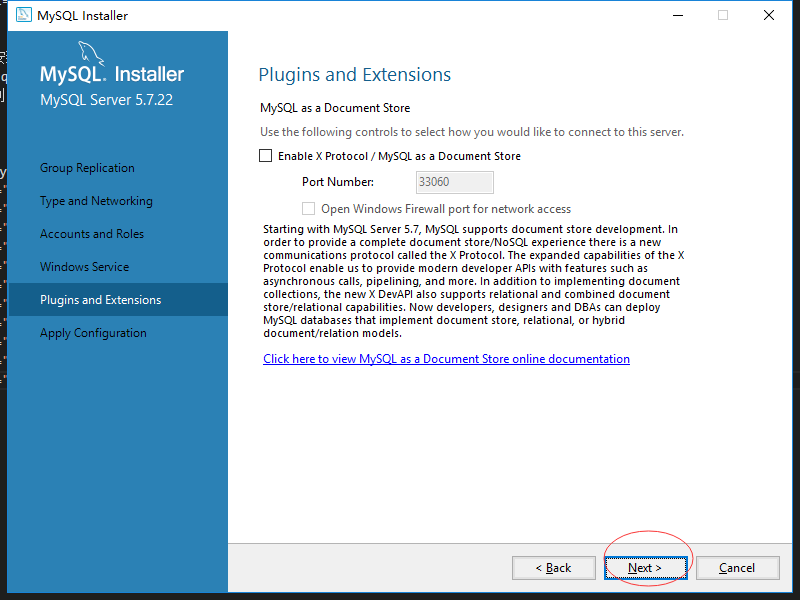 MySQL Installer
MySQL. Installer
MySQL Server 5.7.22
Group Replication
Type and Networking
Accounts and Roles
Windows Service
Plugins and Extensions
Apply Configuration
Plugins and Extensions
MySQL as a Document Store
Use the following controls to select how you would like to connect to this server.
Enable X Protocol / MySQL as a Document Store
Port Number:
33060
Open Windows Firewall port for network access
Starting with MySQL Server 5.7, MySQL supports document store development. In
order to provide a complete document store/NoSQL experience there is a new
communications protocol called the X Protocol. The expanded capabilities of the X
Protocol enable us to provide modern developer APIs with features such as
asynchronous calls, pipelining, and more. In addition to implementing document
collections, the new X DevAPI also supports relational and combined document
store/relational capabilities. Now developers, designers and DBAs can deploy
MySQL databases that implement document store, relational, or hybrid
document/relation models.
Click here to view MySQL as a Document Store online documentation
< Back
Next >
Cancel